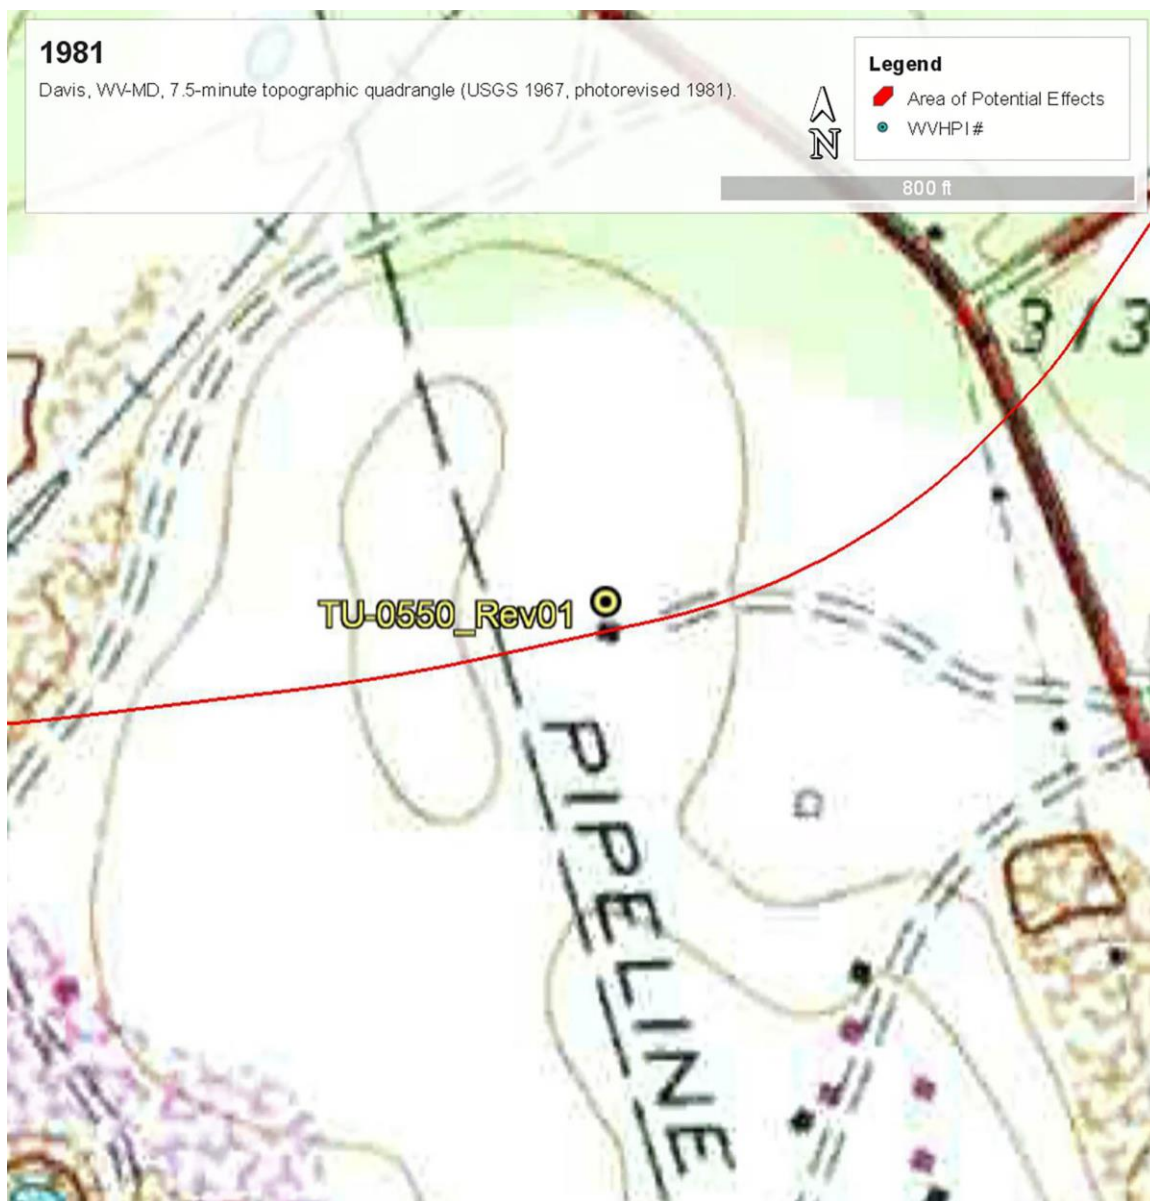 1981
Davis, WV-MD, 7.5-minute topographic quadrangle (USGS 1967, photorevised 1981).
N
Legend
Area of Potential Effects
WVHPI #
800 ft
313
TU-0550_Rev01
PIPELINE